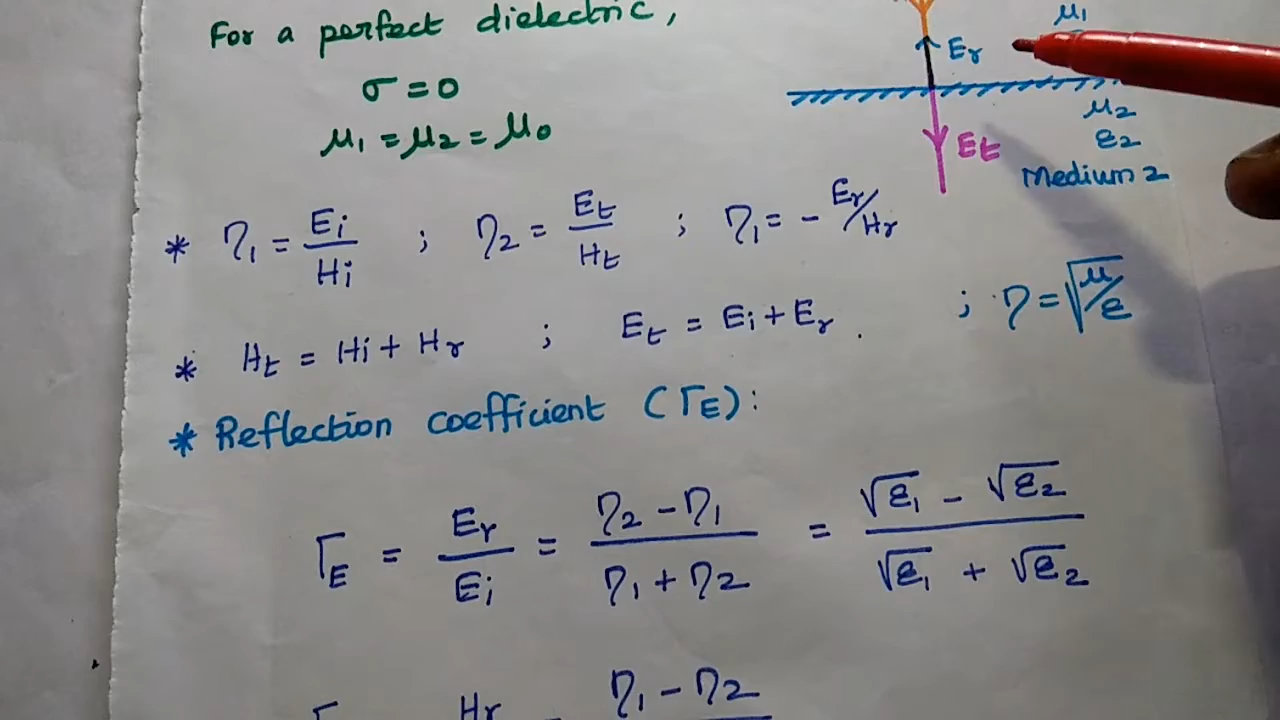 For a perfect dielectric,
σ = 0
μ1 = μ2 = μ0
μ1
Er
μ2
ε2
Et
Medium 2
* η1 = Ei/Hi ; η2 = Et/Ht ; η1 = - Er/Hr
* Ht = Hi + Hr ; Et = Ei + Er . ; η = √μ/ε
* Reflection coefficient (ΓE) :
ΓE = Er/Ei = η2 - η1/η1 + η2 = √ε1 - √ε2/√ε1 + √ε2
Hr = η1 - η2